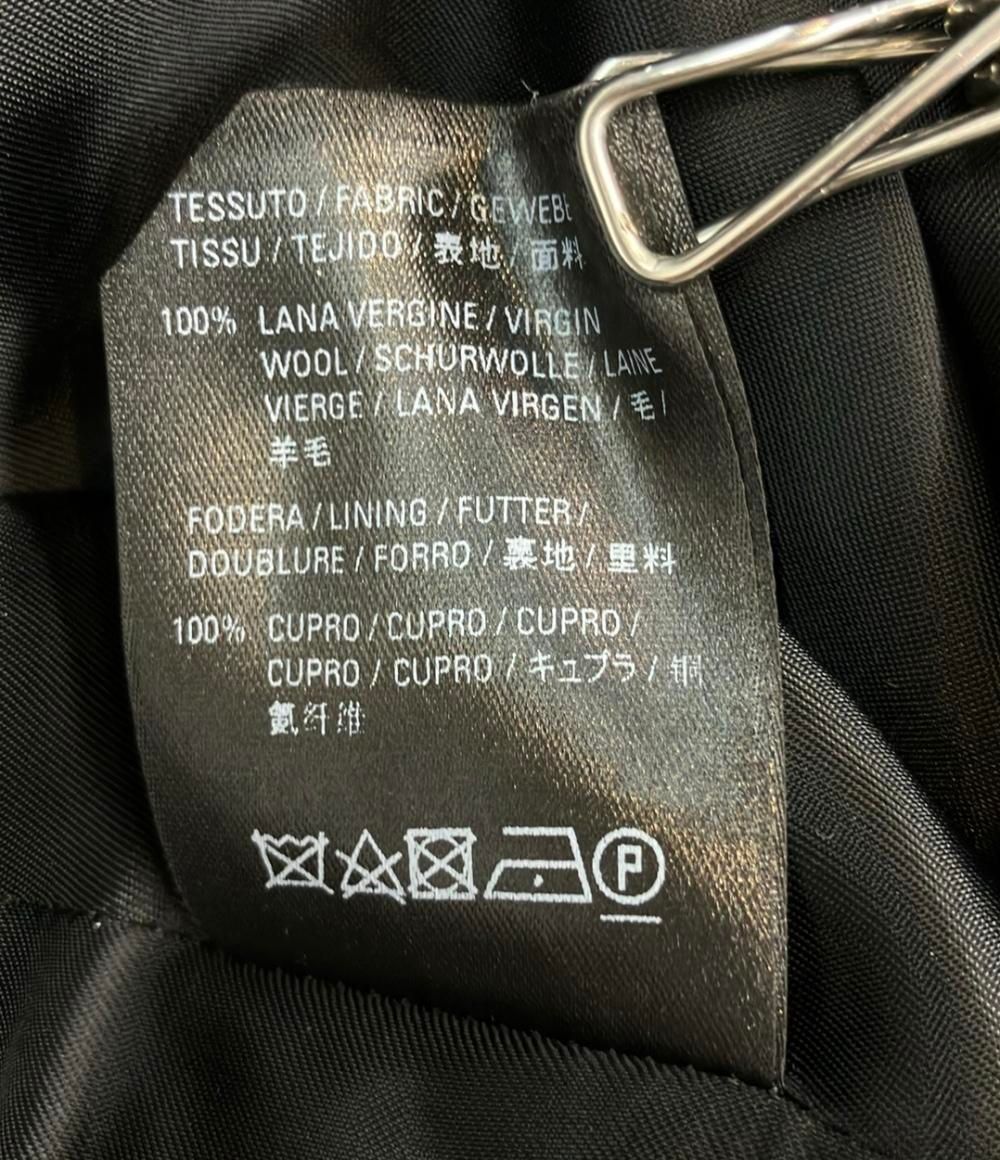 TESSUTO / FABRIC / GEWEBE
TISSU / TEJIDO / 表地 / 面料
100% LANA VERGINE / VIRGIN
WOOL / SCHURWOLLE / LAINE
VIERGE / LANA VIRGEN / 毛 /
羊毛
FODERA / LINING / FUTTER /
DOUBLURE / FORRO / 裏地 / 里料
100% CUPRO / CUPRO / CUPRO /
CUPRO / CUPRO / キュプラ / 铜
氨纤维
P